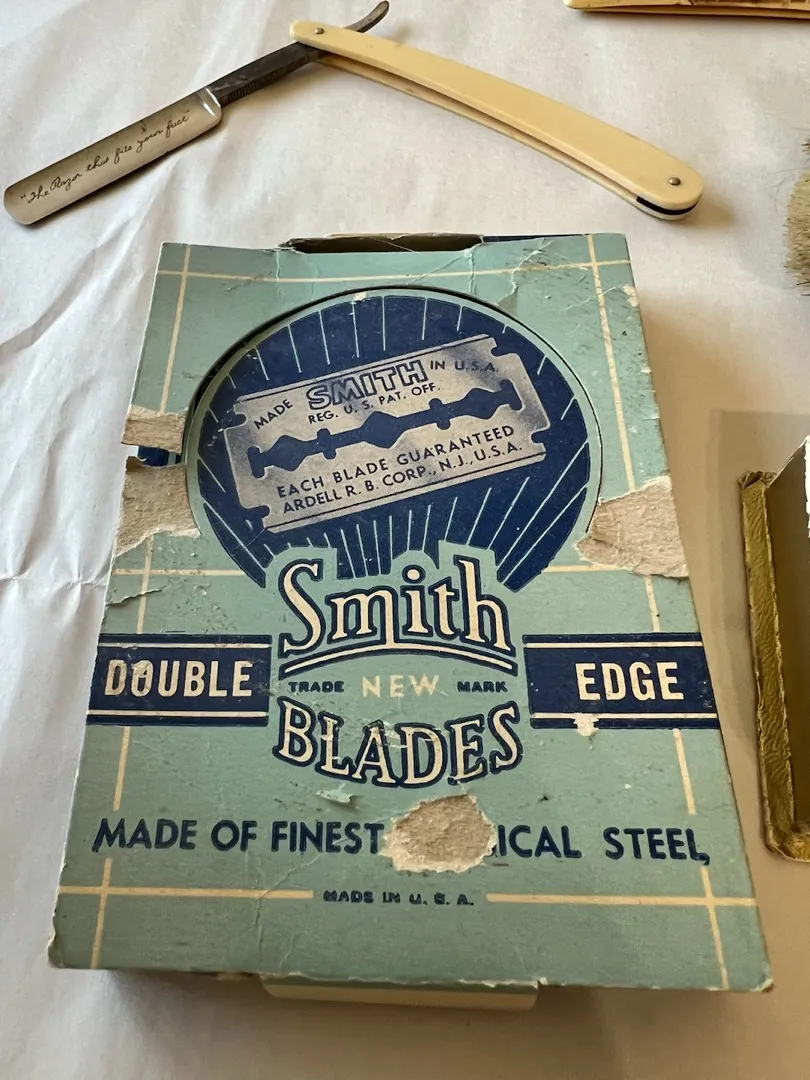 "The Razor that fits your face"
MADE SMITH IN U.S.A.
REG. U.S. PAT. OFF.
EACH BLADE GUARANTEED
ARDELL R. B. CORP., N.J., U.S.A.
Smith
DOUBLE TRADE NEW MARK EDGE
BLADES
MADE OF FINEST ICAL STEEL,
MADE IN U.S.A.